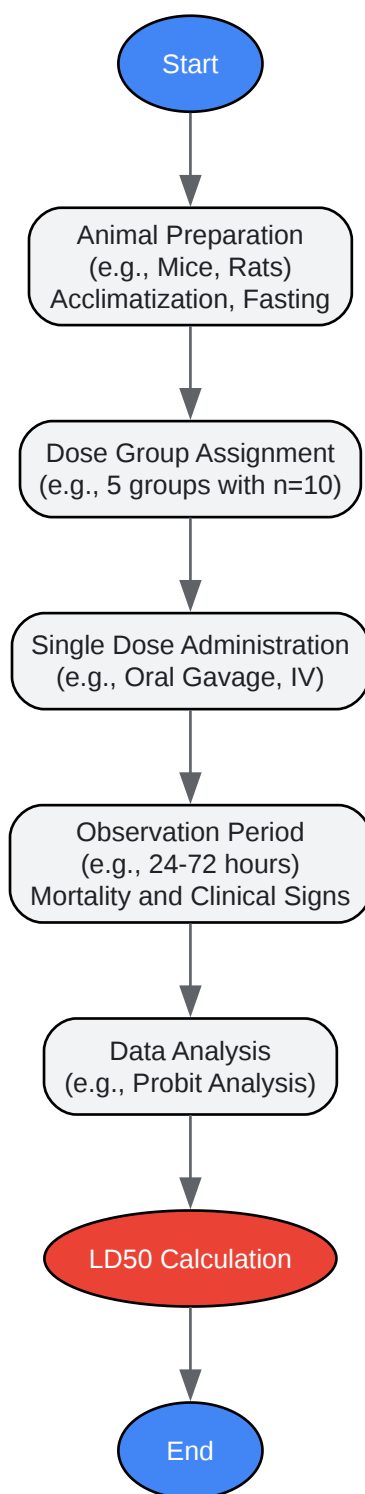 Start
Animal Preparation
(e.g., Mice, Rats)
Acclimatization, Fasting
Dose Group Assignment
(e.g., 5 groups with n=10)
Single Dose Administration
(e.g., Oral Gavage, IV)
Observation Period
(e.g., 24-72 hours)
Mortality and Clinical Signs
Data Analysis
(e.g., Probit Analysis)
LD50 Calculation
End